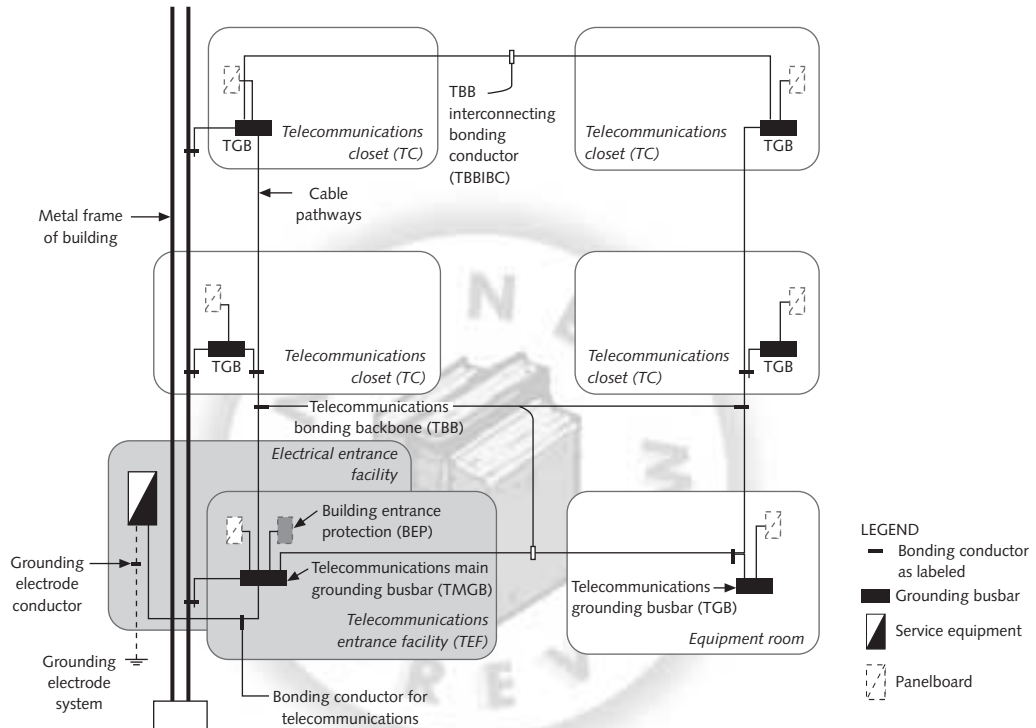 TBB
interconnecting
bonding
conductor
(TBBIBC)
TGB
Telecommunications
closet (TC)
Telecommunications
closet (TC)
TGB
Cable
pathways
Metal frame
of building
TGB
Telecommunications
closet (TC)
Telecommunications
closet (TC)
TGB
Telecommunications
bonding backbone (TBB)
Electrical entrance
facility
Building entrance
protection (BEP)
Grounding
electrode
conductor
Telecommunications main
grounding busbar (TMGB)
Telecommunications
entrance facility (TEF)
Telecommunications
grounding busbar (TGB)
Equipment room
Grounding
electrode
system
Bonding conductor for
telecommunications
LEGEND
Bonding conductor
as labeled
Grounding busbar
Service equipment
Panelboard